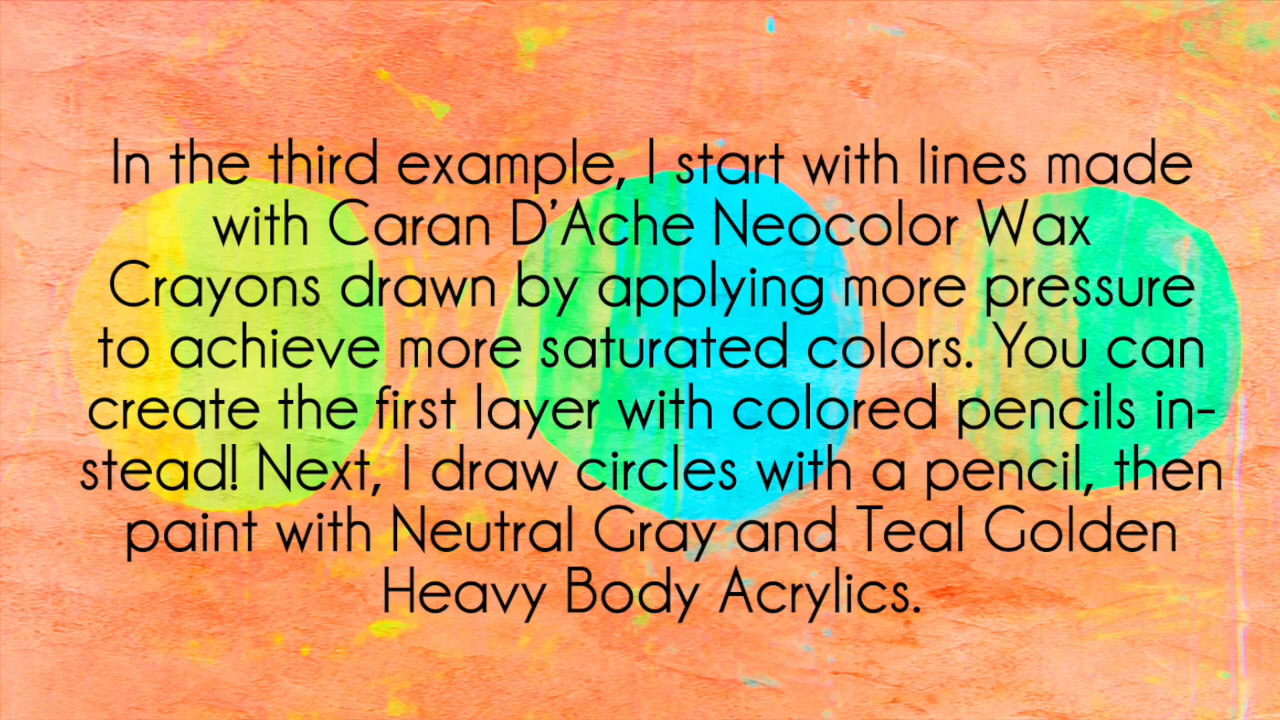 In the third example, I start with lines made
with Caran D’Ache Neocolor Wax
Crayons drawn by applying more pressure
to achieve more saturated colors. You can
create the first layer with colored pencils in-
stead! Next, I draw circles with a pencil, then
paint with Neutral Gray and Teal Golden
Heavy Body Acrylics.